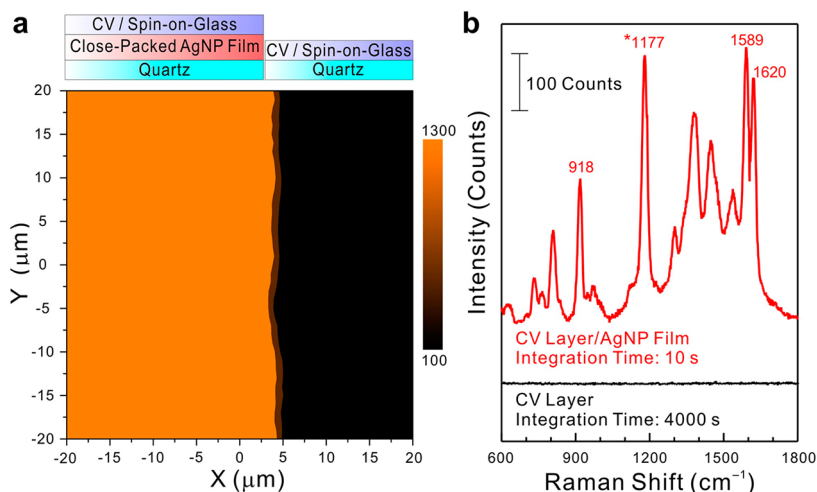 a
CV / Spin-on-Glass
Close-Packed AgNP Film
Quartz
CV / Spin-on-Glass
Quartz
20
15
10
5
0
-5
-10
-15
-20
Y (μm)
-20
-15
-10
-5
0
5
10
15
20
X (μm)
1300
100
b
100 Counts
*1177
1589
1620
918
Intensity (Counts)
CV Layer/AgNP Film
Integration Time: 10 s
CV Layer
Integration Time: 4000 s
600
900
1200
1500
1800
Raman Shift (cm⁻¹)